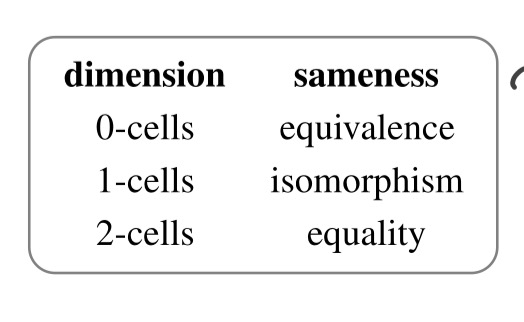 dimension sameness
0-cells equivalence
1-cells isomorphism
2-cells equality